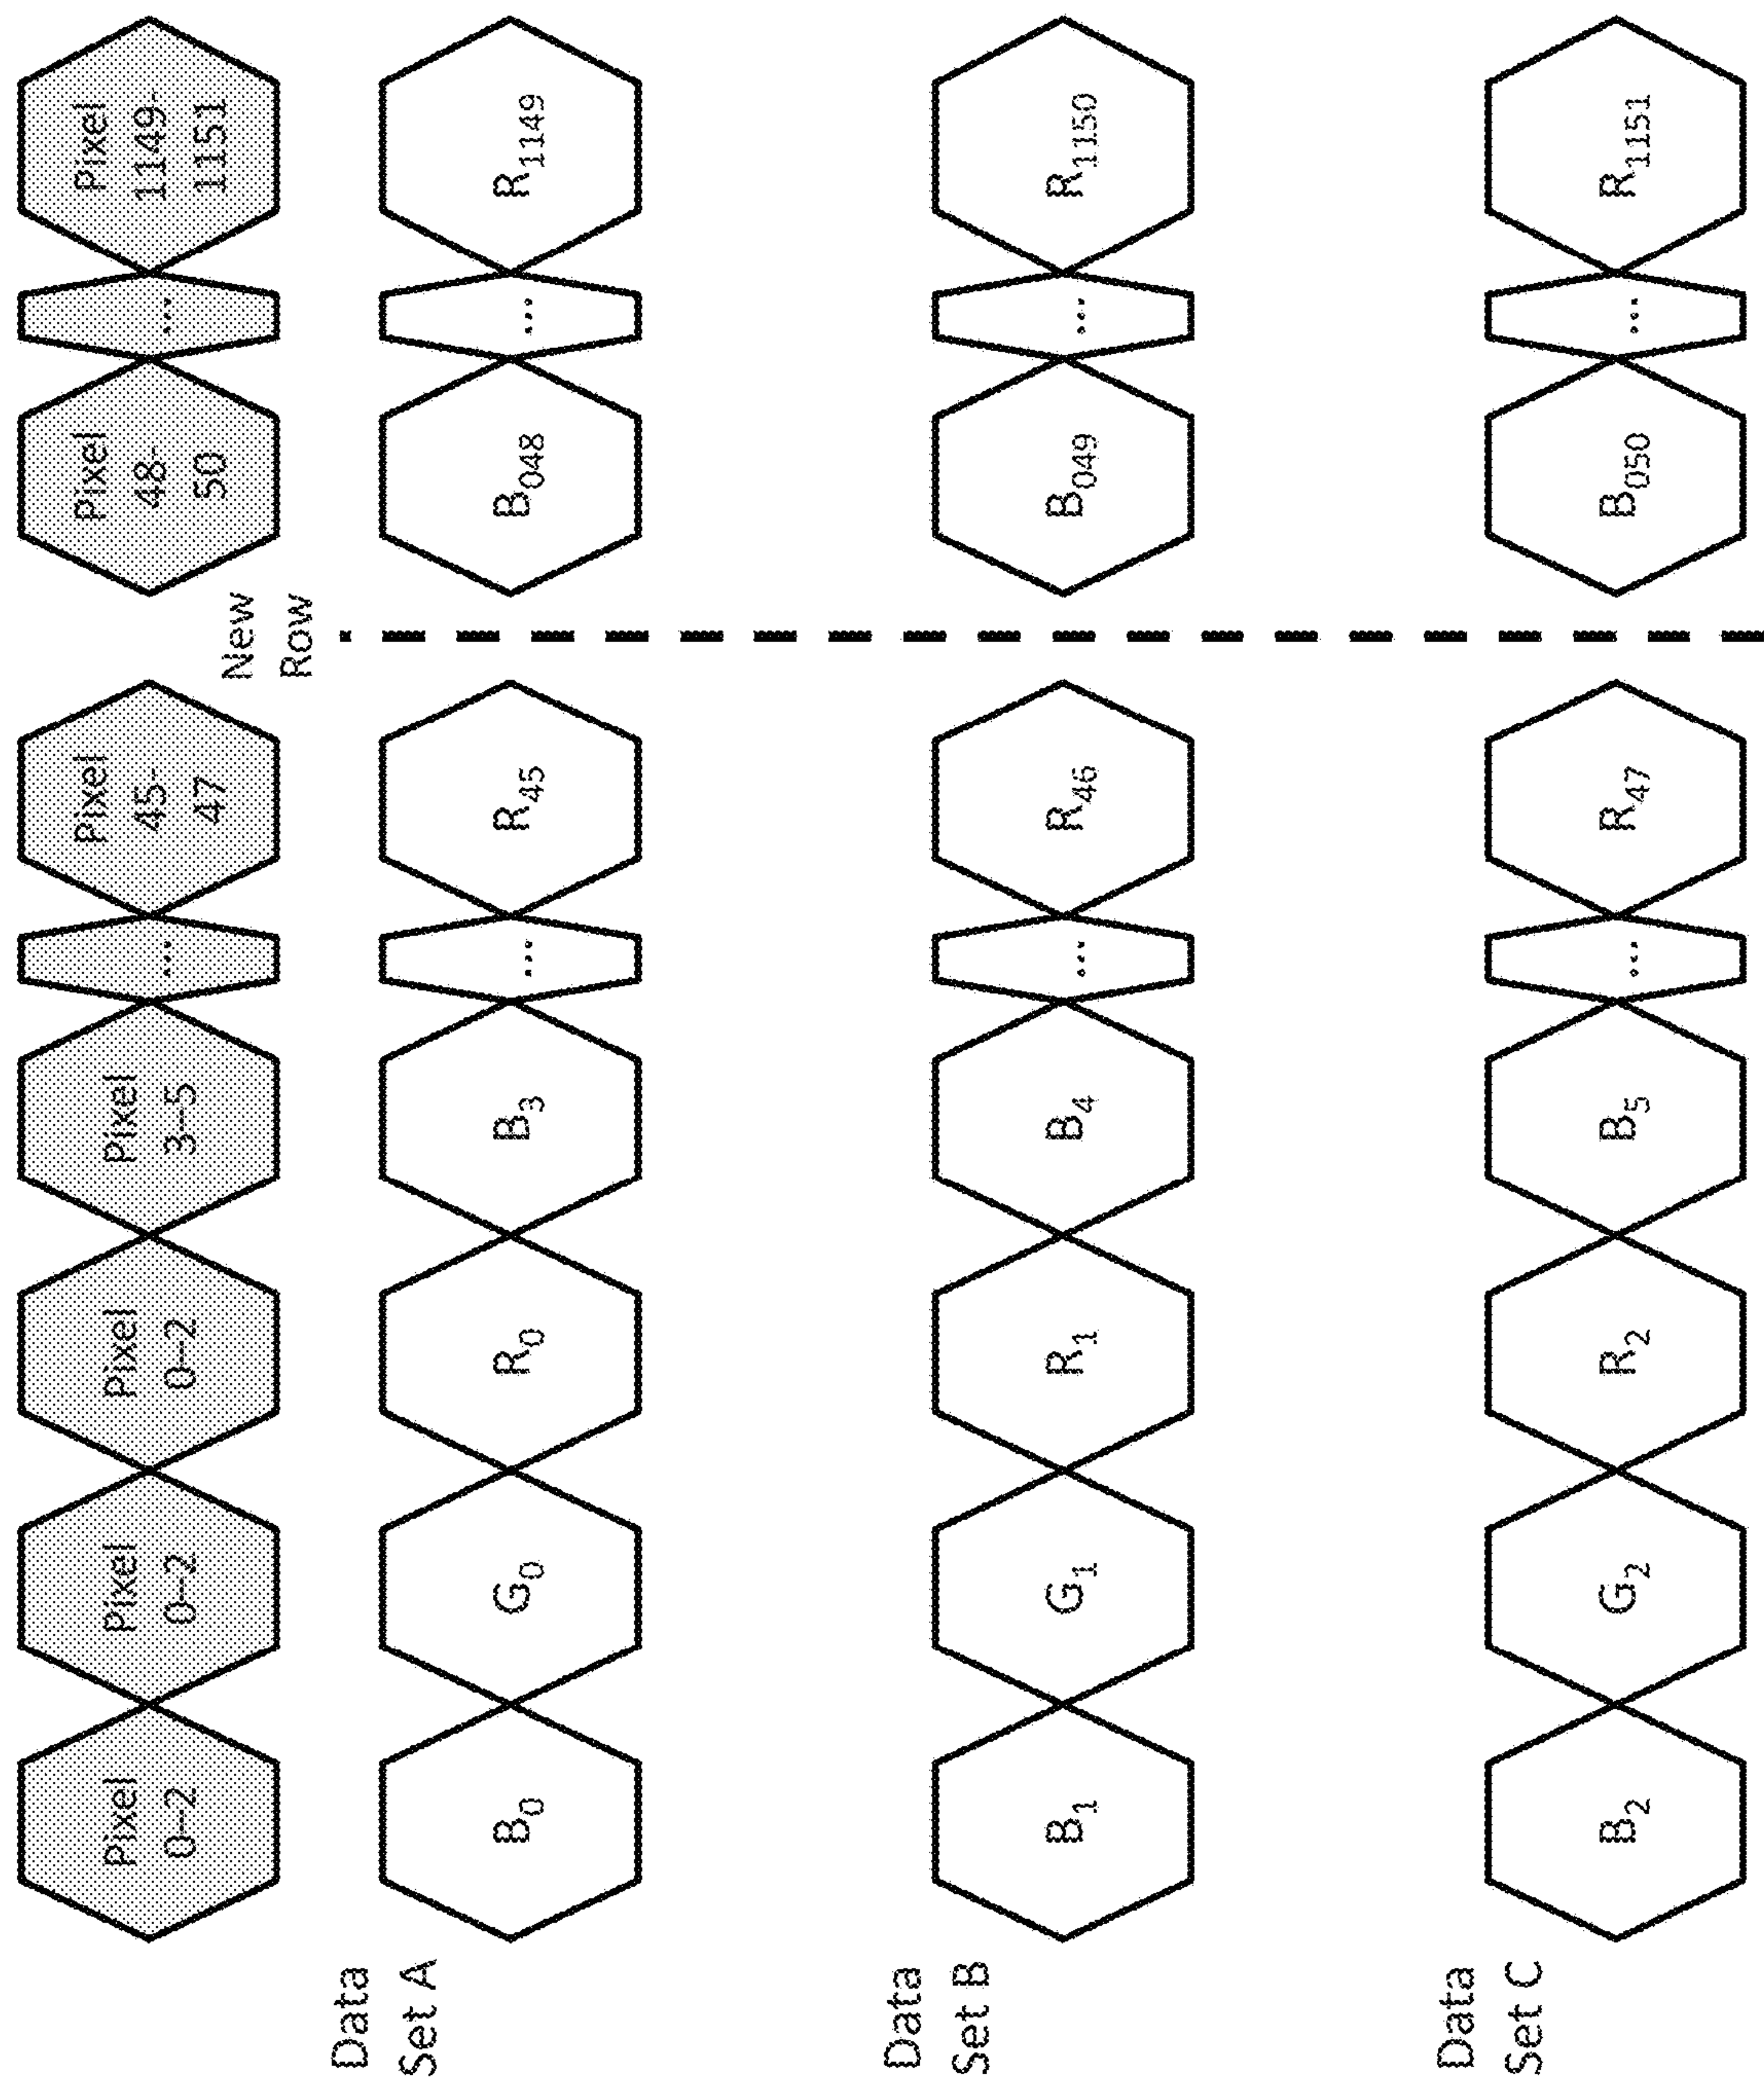 Pixel
0--2
Pixel
0--2
Pixel
0--2
Pixel
3--5
...
Pixel
45-
47
New
Row
Pixel
48-
50
...
Pixel
1149-
1151
Data
Set A
B0
G0
R0
B3
...
R45
B048
...
R1149
Data
Set B
B1
G1
R1
B4
...
R46
B049
...
R1150
Data
Set C
B2
G2
R2
B5
...
R47
B050
...
R1151